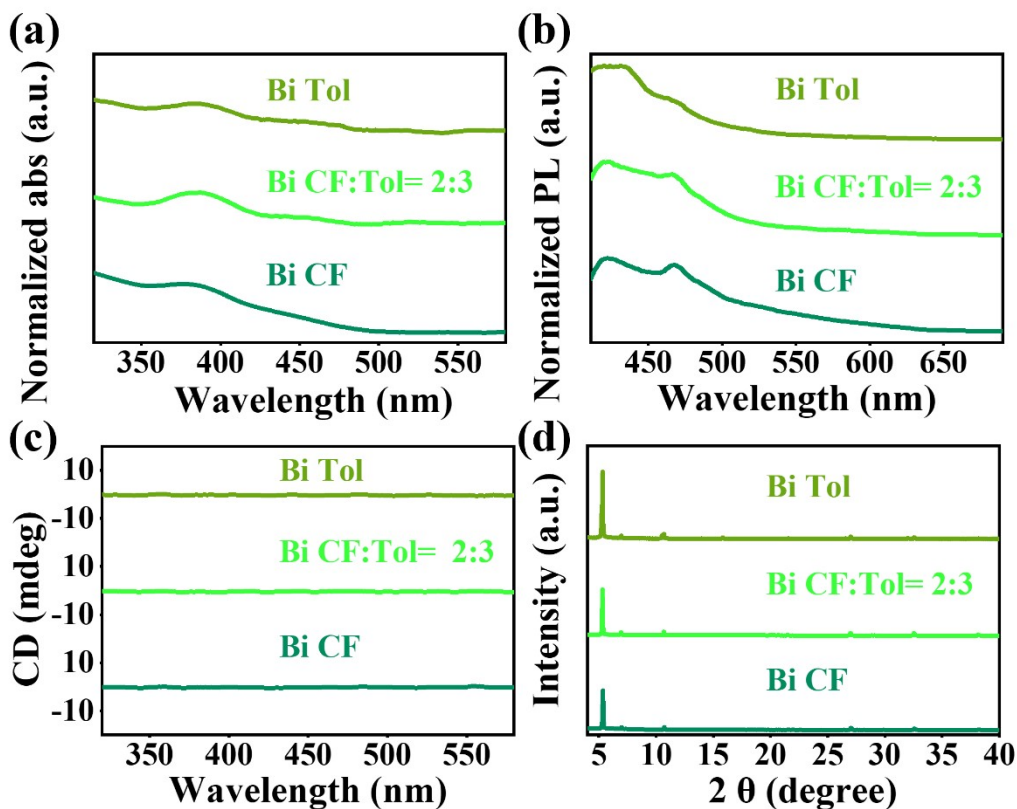 (a)
Normalized abs (a.u.)
Bi Tol
Bi CF:Tol= 2:3
Bi CF
350 400 450 500 550
Wavelength (nm)
(b)
Normalized PL (a.u.)
Bi Tol
Bi CF:Tol= 2:3
Bi CF
450 500 550 600 650
Wavelength (nm)
(c)
CD (mdeg)
10
-10
10
-10
10
-10
Bi Tol
Bi CF:Tol= 2:3
Bi CF
350 400 450 500 550
Wavelength (nm)
(d)
Intensity (a.u.)
Bi Tol
Bi CF:Tol= 2:3
Bi CF
5 10 15 20 25 30 35 40
2 θ (degree)